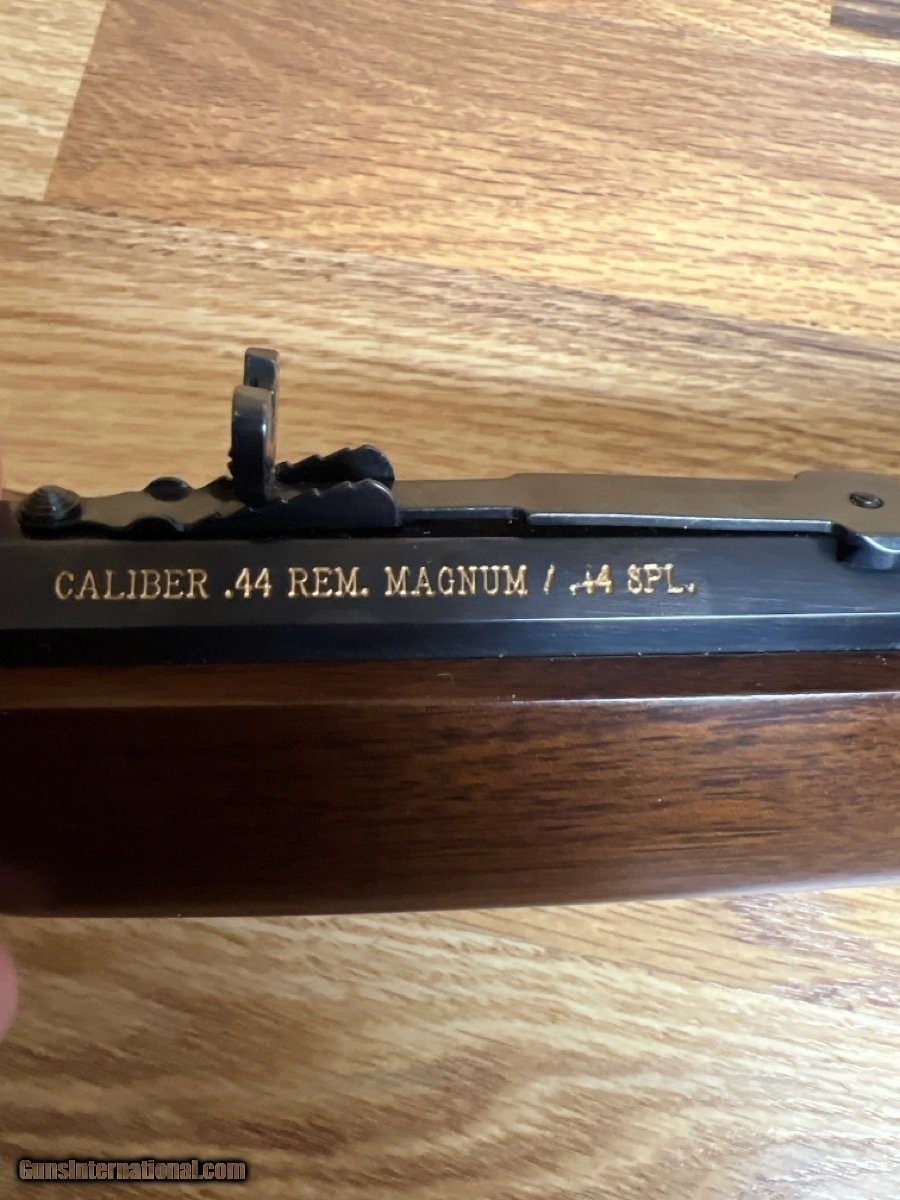 CALIBER .44 REM. MAGNUM / .44 SPL.
GunsInternational.com